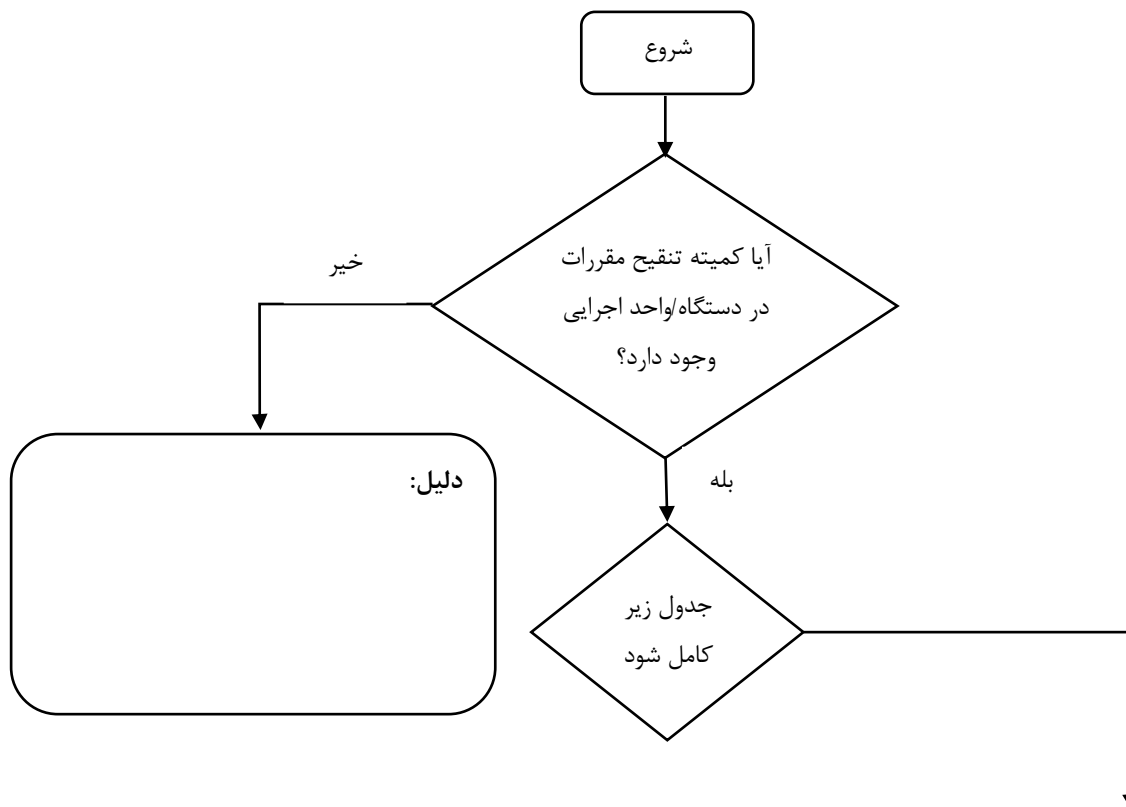 شروع
آیا کمیته تنقیح مقررات
در دستگاه/واحد اجرایی
وجود دارد؟
خیر
بله
دلیل:
جدول زیر
کامل شود